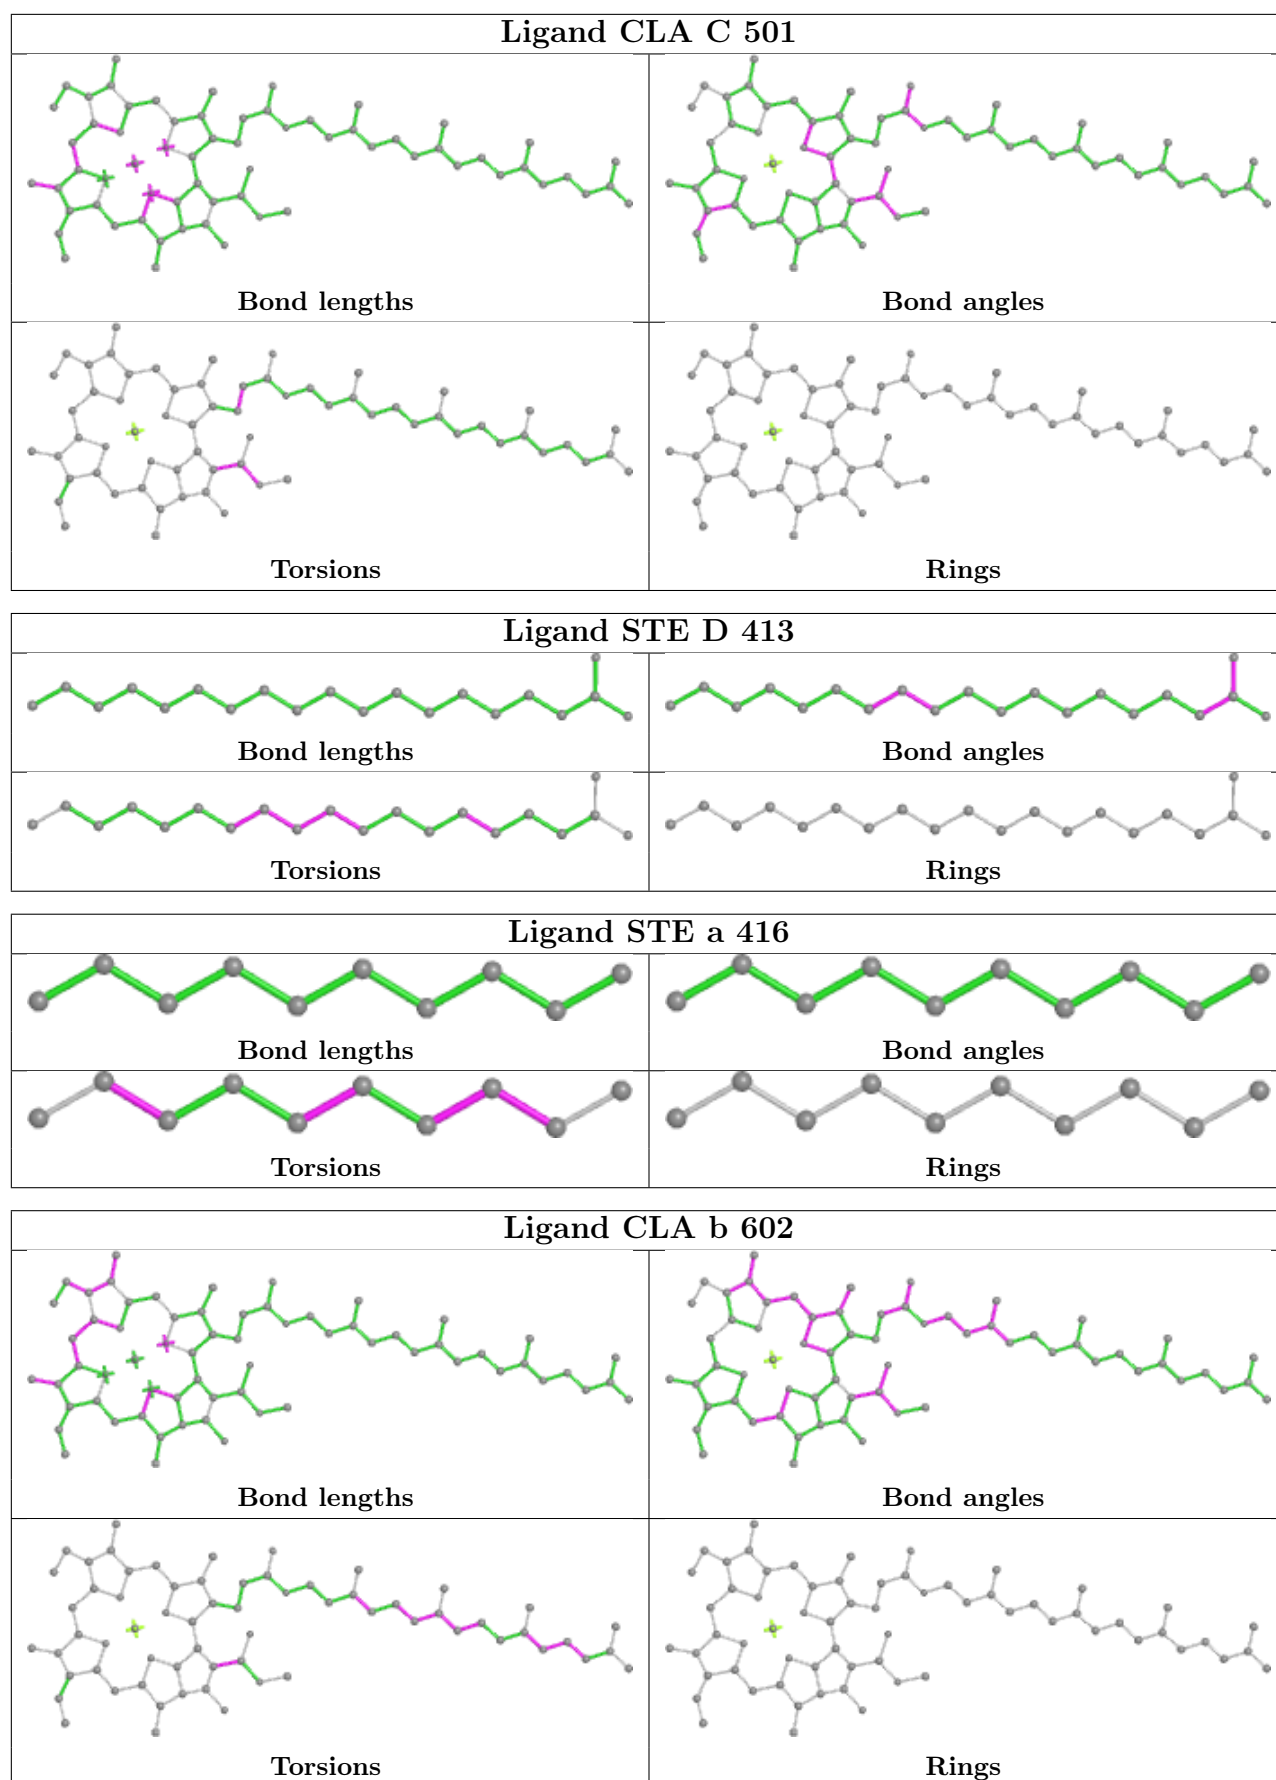 Ligand CLA C 501
Bond lengths
Bond angles
Torsions
Rings
Ligand STE D 413
Bond lengths
Bond angles
Torsions
Rings
Ligand STE a 416
Bond lengths
Bond angles
Torsions
Rings
Ligand CLA b 602
Bond lengths
Bond angles
Torsions
Rings